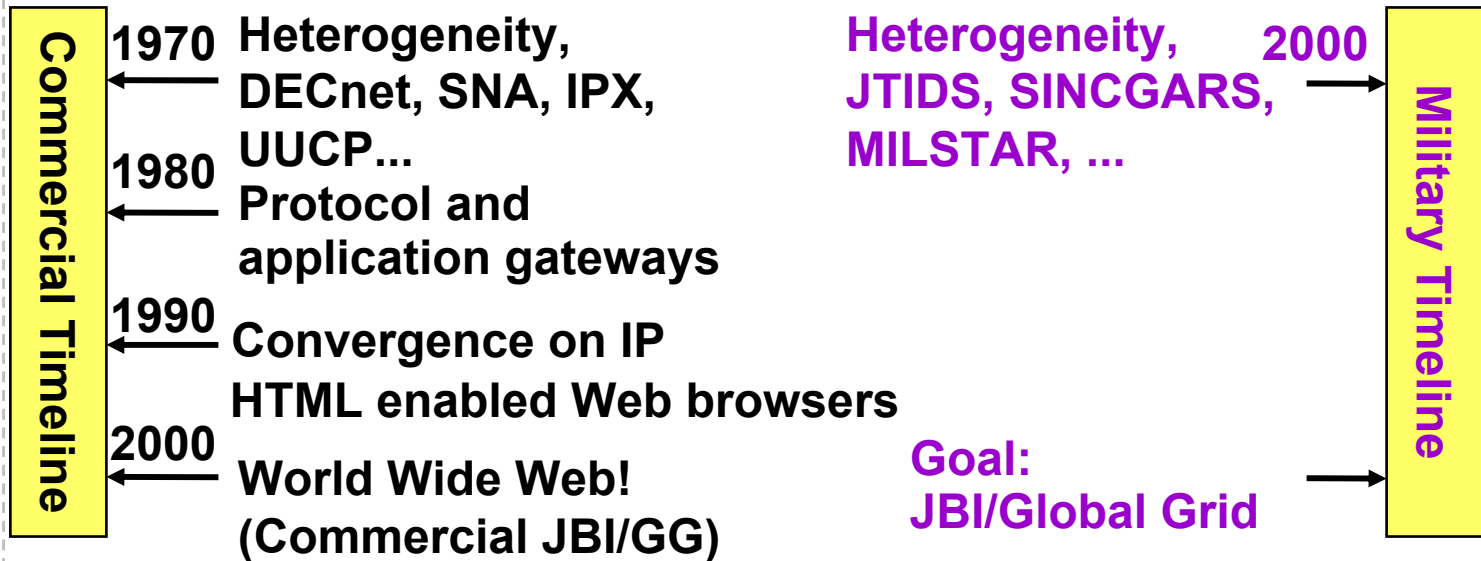 Commercial Timeline
1970
Heterogeneity,
DECnet, SNA, IPX,
UUCP...
1980
Protocol and
application gateways
1990
Convergence on IP
HTML enabled Web browsers
2000
World Wide Web!
(Commercial JBI/GG)
Heterogeneity,
JTIDS, SINCGARS,
MILSTAR, ...
2000
Goal:
JBI/Global Grid
Military Timeline